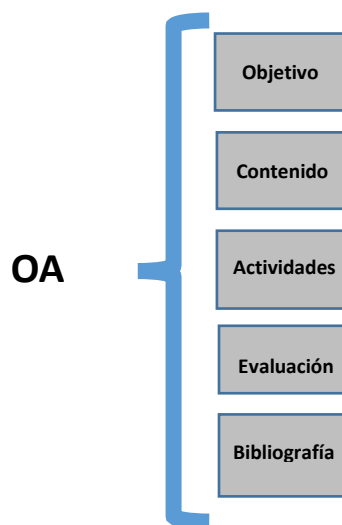 OA
Objetivo
Contenido
Actividades
Evaluación
Bibliografía